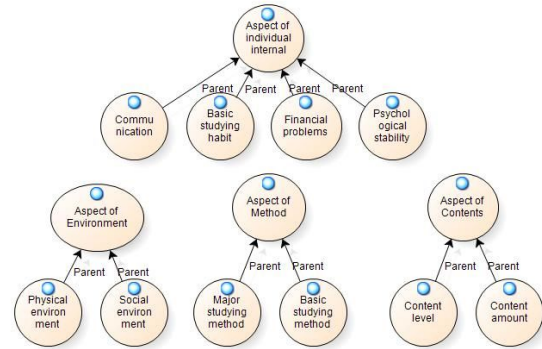 Aspect of
individual
internal
Parent
Parent
Parent
Parent
Commu
nication
Basic
studying
habit
Financial
problems
Psychol
ogical
stability
Aspect of
Environment
Aspect of
Method
Aspect of
Contents
Parent
Parent
Parent
Parent
Parent
Parent
Physical
environ
ment
Social
environ
ment
Major
studying
method
Basic
studying
method
Content
level
Content
amount